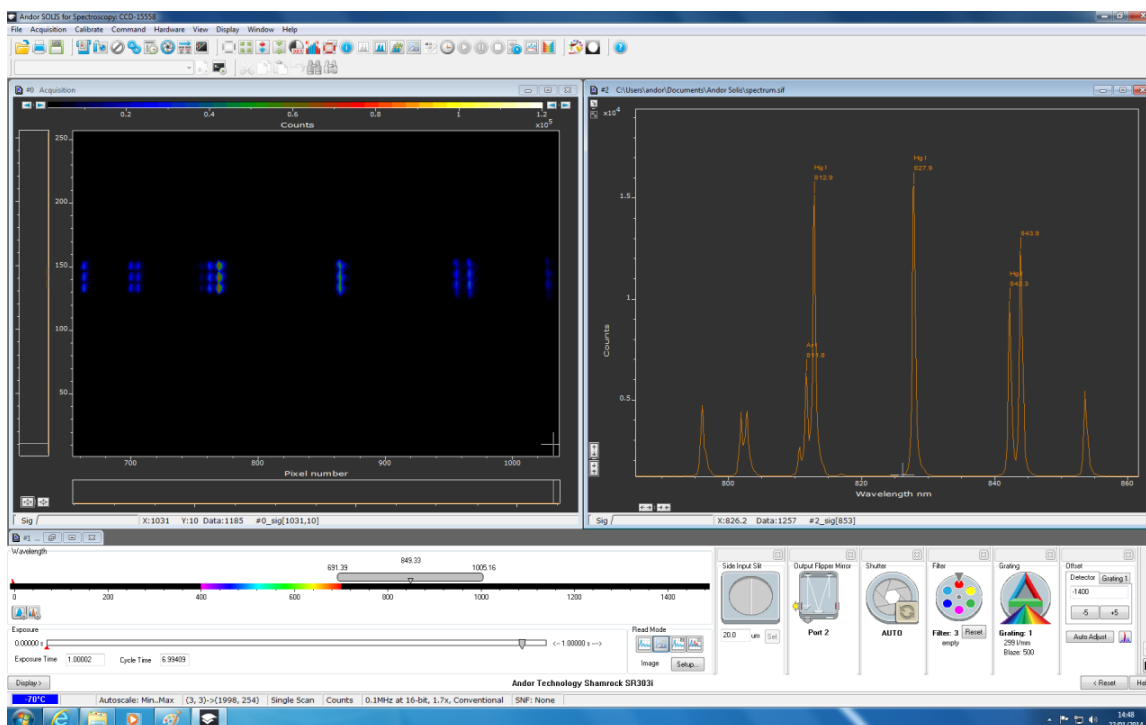 Andor SOLIS for Spectroscopy: CCD-15558
File Acquisition Calibrate Command Hardware View Display Window Help
#0 Acquisition
0.2 0.4 0.6 0.8 1 1.2
Counts
x10^5
250
200
150
100
50
700 800 900 1000
Pixel number
Sig X:1031 Y:10 Data:1185 #0_sig[1031,10]
#2 C:\Users\andor\Documents\Andor Solis\spectrum.sif
x10^4
Hg I
827.9
Hg I
812.9
1.5
843.9
Hg I
842.3
1
Counts
Ar I
811.8
0.5
800 820 840 860
Wavelength nm
Sig X:826.2 Data:1257 #2_sig[853]
#1 ...
Wavelength
849.33
691.39 1005.16
0 200 400 600 800 1000 1200 1400
Exposure
0.00000 s <-- 1.00000 s -->
Exposure Time 1.00002 Cycle Time 6.99409
Read Mode
Image Setup...
Side Input Slit
20.0 um Set
Output Flipper Mirror
Port 2
Shutter
AUTO
Filter
Filter: 3 Reset
empty
Grating
Grating: 1
299 l/mm
Blaze: 500
Offset
Detector Grating 1
-1400
-5 +5
Auto Adjust
Display> Andor Technology Shamrock SR303i < Reset
-70°C Autoscale: Min..Max (3, 3)->(1998, 254) Single Scan Counts 0.1MHz at 16-bit, 1.7x, Conventional SNF: None
14:48